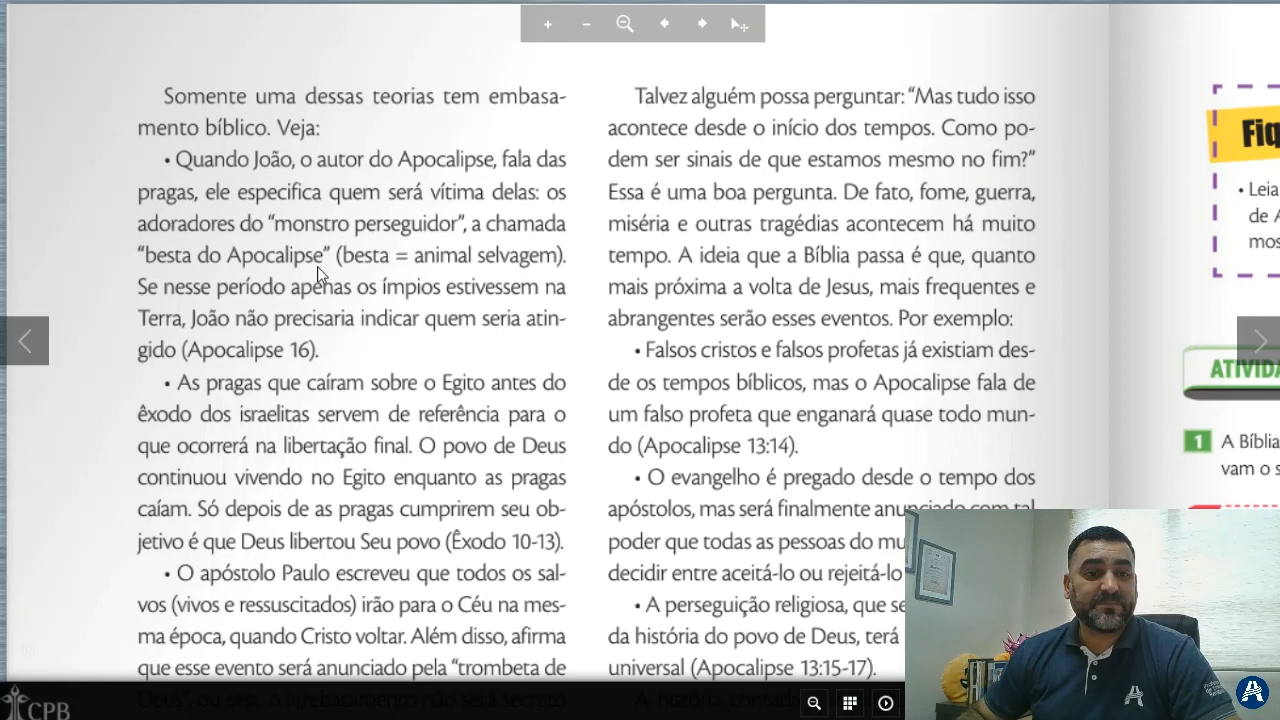 Somente uma dessas teorias tem embasa-
mento bíblico. Veja:
• Quando João, o autor do Apocalipse, fala das
pragas, ele especifica quem será vítima delas: os
adoradores do “monstro perseguidor”, a chamada
“besta do Apocalipse” (besta = animal selvagem).
Se nesse período apenas os ímpios estivessem na
Terra, João não precisaria indicar quem seria atin-
gido (Apocalipse 16).
• As pragas que caíram sobre o Egito antes do
êxodo dos israelitas servem de referência para o
que ocorrerá na libertação final. O povo de Deus
continuou vivendo no Egito enquanto as pragas
caíam. Só depois de as pragas cumprirem seu ob-
jetivo é que Deus libertou Seu povo (Êxodo 10-13).
• O apóstolo Paulo escreveu que todos os sal-
vos (vivos e ressuscitados) irão para o Céu na mes-
ma época, quando Cristo voltar. Além disso, afirma
que esse evento será anunciado pela “trombeta de
Deus”, ou seja, o arrebatamento não será secreto
Talvez alguém possa perguntar: “Mas tudo isso
acontece desde o início dos tempos. Como po-
dem ser sinais de que estamos mesmo no fim?”
Essa é uma boa pergunta. De fato, fome, guerra,
miséria e outras tragédias acontecem há muito
tempo. A ideia que a Bíblia passa é que, quanto
mais próxima a volta de Jesus, mais frequentes e
abrangentes serão esses eventos. Por exemplo:
• Falsos cristos e falsos profetas já existiam des-
de os tempos bíblicos, mas o Apocalipse fala de
um falso profeta que enganará quase todo mun-
do (Apocalipse 13:14).
• O evangelho é pregado desde o tempo dos
apóstolos, mas será finalmente anunciado com tal
poder que todas as pessoas do mu
decidir entre aceitá-lo ou rejeitá-lo
• A perseguição religiosa, que se
da história do povo de Deus, terá
universal (Apocalipse 13:15-17).
A história contada
Fiq
• Leia
de A
mos
ATIVIDA
1 A Bíblia
vam o s
CPB